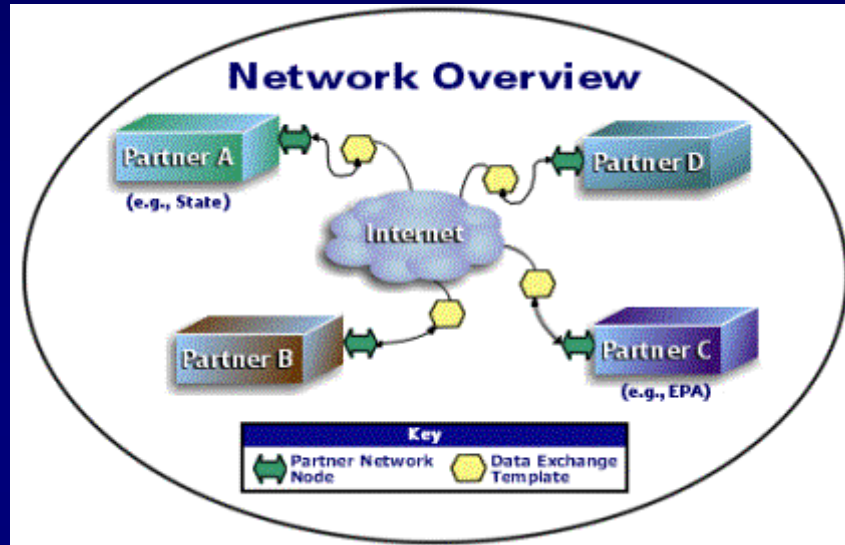 Network Overview
Partner A
(e.g., State)
Partner D
Internet
Partner B
Partner C
(e.g., EPA)
Key
Partner Network
Node
Data Exchange
Template